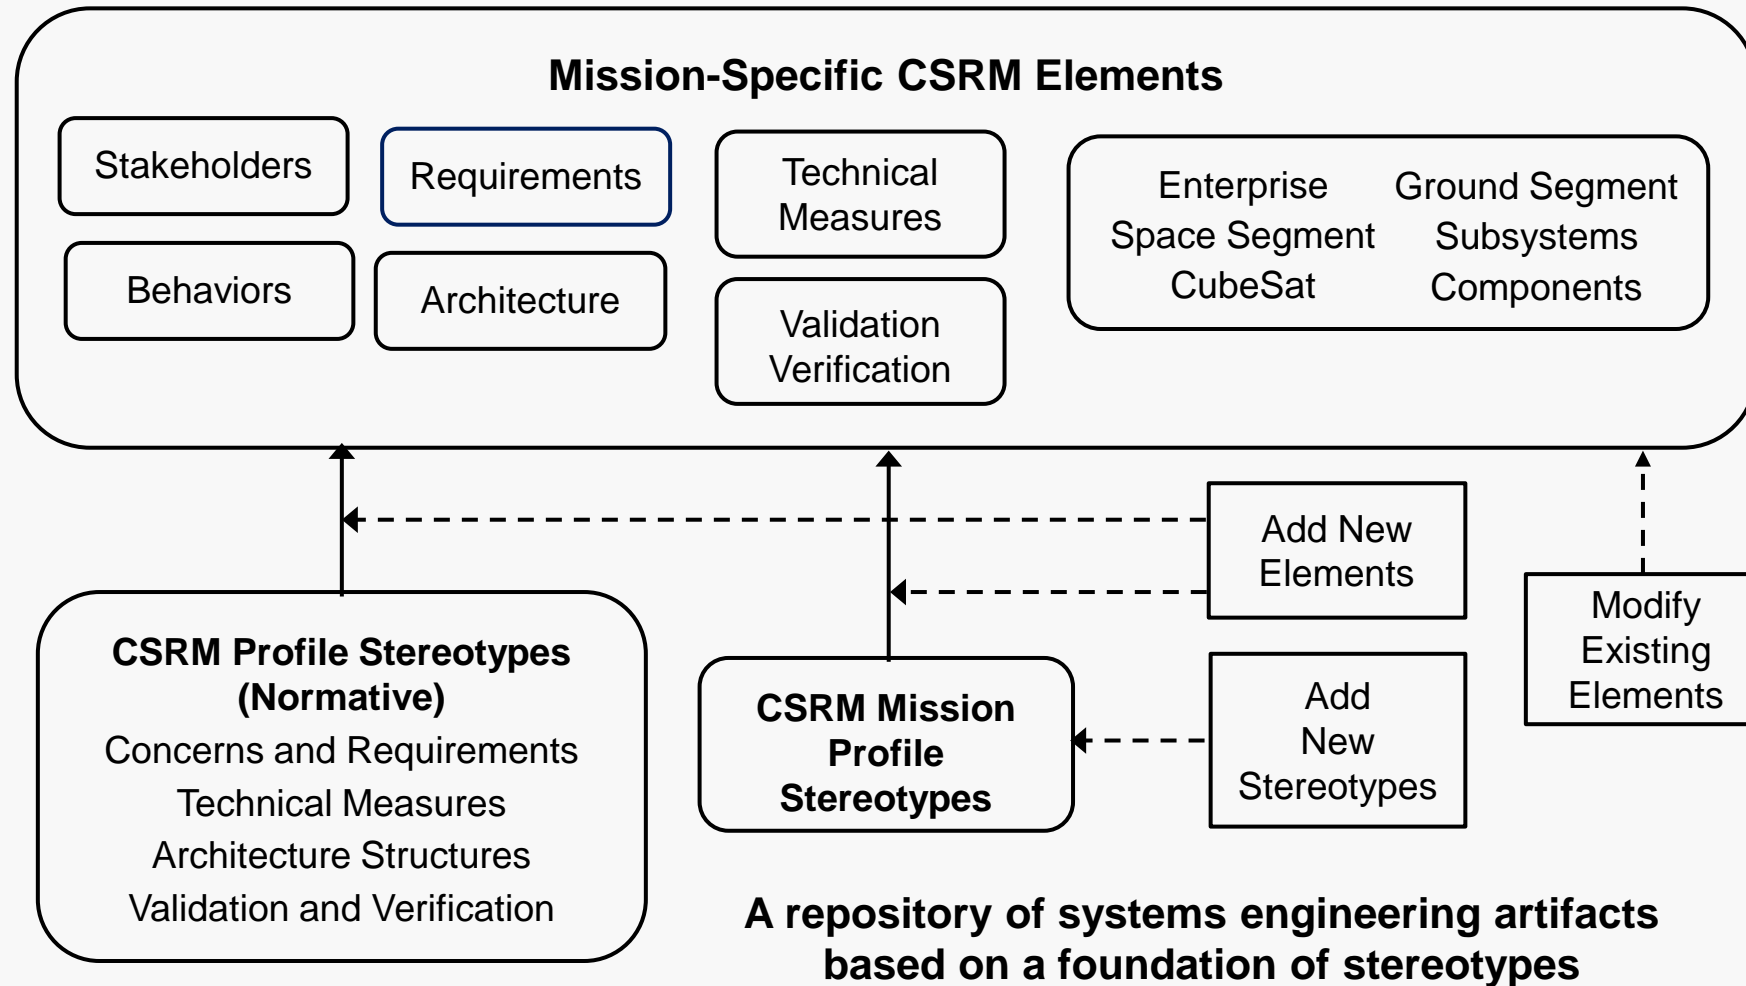 Mission-Specific CSRM Elements
Stakeholders
Requirements
Behaviors
Architecture
Technical
Measures
Validation
Verification
Enterprise
Space Segment
CubeSat
Ground Segment
Subsystems
Components
Add New
Elements
Modify
Existing
Elements
CSRM Profile Stereotypes
(Normative)
Concerns and Requirements
Technical Measures
Architecture Structures
Validation and Verification
CSRM Mission
Profile
Stereotypes
Add
New
Stereotypes
A repository of systems engineering artifacts
based on a foundation of stereotypes